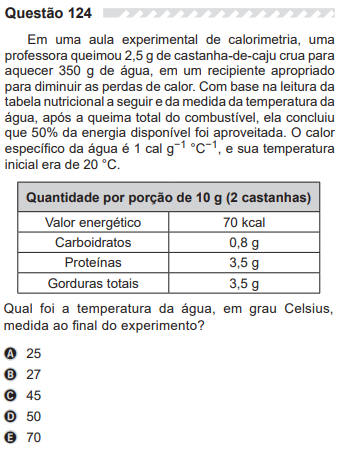 Questão 124
Em uma aula experimental de calorimetria, uma
professora queimou 2,5 g de castanha-de-caju crua para
aquecer 350 g de água, em um recipiente apropriado
para diminuir as perdas de calor. Com base na leitura da
tabela nutricional a seguir e da medida da temperatura da
água, após a queima total do combustível, ela concluiu
que 50% da energia disponível foi aproveitada. O calor
específico da água é 1 cal g⁻¹ °C⁻¹, e sua temperatura
inicial era de 20 °C.
Quantidade por porção de 10 g (2 castanhas)
Valor energético 70 kcal
Carboidratos 0,8 g
Proteínas 3,5 g
Gorduras totais 3,5 g
Qual foi a temperatura da água, em grau Celsius,
medida ao final do experimento?
A 25
B 27
C 45
D 50
E 70